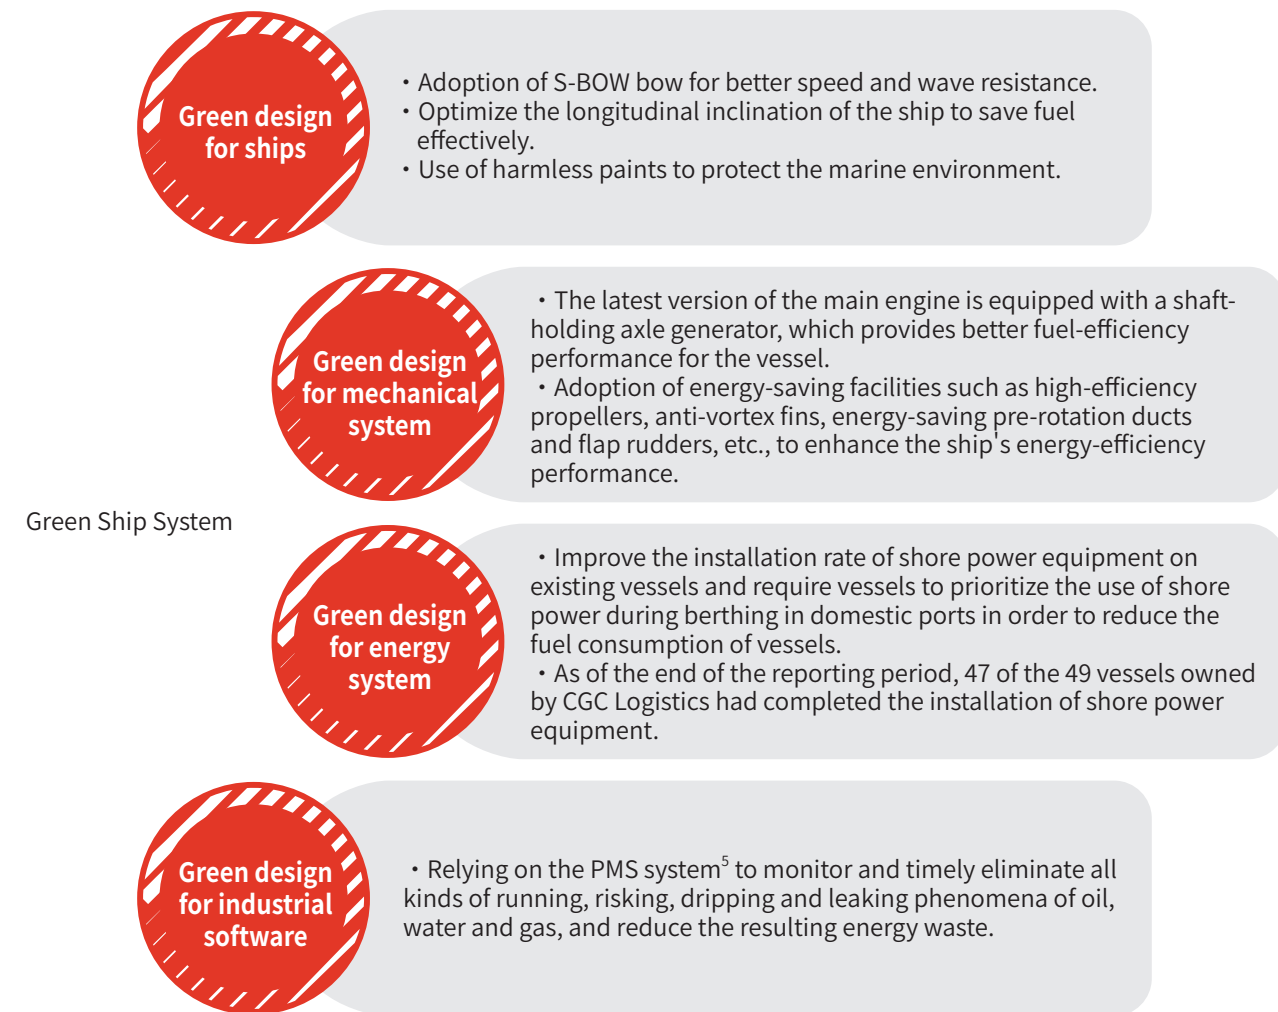 Green design
for ships
・Adoption of S-BOW bow for better speed and wave resistance.
・Optimize the longitudinal inclination of the ship to save fuel
effectively.
・Use of harmless paints to protect the marine environment.
Green Ship System
Green design
for mechanical
system
・The latest version of the main engine is equipped with a shaft-
holding axle generator, which provides better fuel-efficiency
performance for the vessel.
・Adoption of energy-saving facilities such as high-efficiency
propellers, anti-vortex fins, energy-saving pre-rotation ducts
and flap rudders, etc., to enhance the ship's energy-efficiency
performance.
Green design
for energy
system
・Improve the installation rate of shore power equipment on
existing vessels and require vessels to prioritize the use of shore
power during berthing in domestic ports in order to reduce the
fuel consumption of vessels.
・As of the end of the reporting period, 47 of the 49 vessels owned
by CGC Logistics had completed the installation of shore power
equipment.
Green design
for industrial
software
・Relying on the PMS system⁵ to monitor and timely eliminate all
kinds of running, risking, dripping and leaking phenomena of oil,
water and gas, and reduce the resulting energy waste.